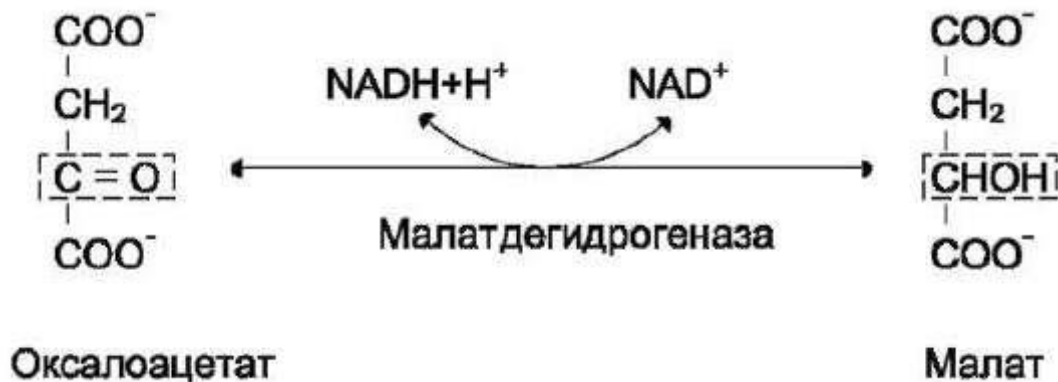 COO⁻
CH₂
C=O
COO⁻
Оксалоацетат
NADH+H⁺
NAD⁺
Малатдегидрогеназа
COO⁻
CH₂
CHOH
COO⁻
Малат